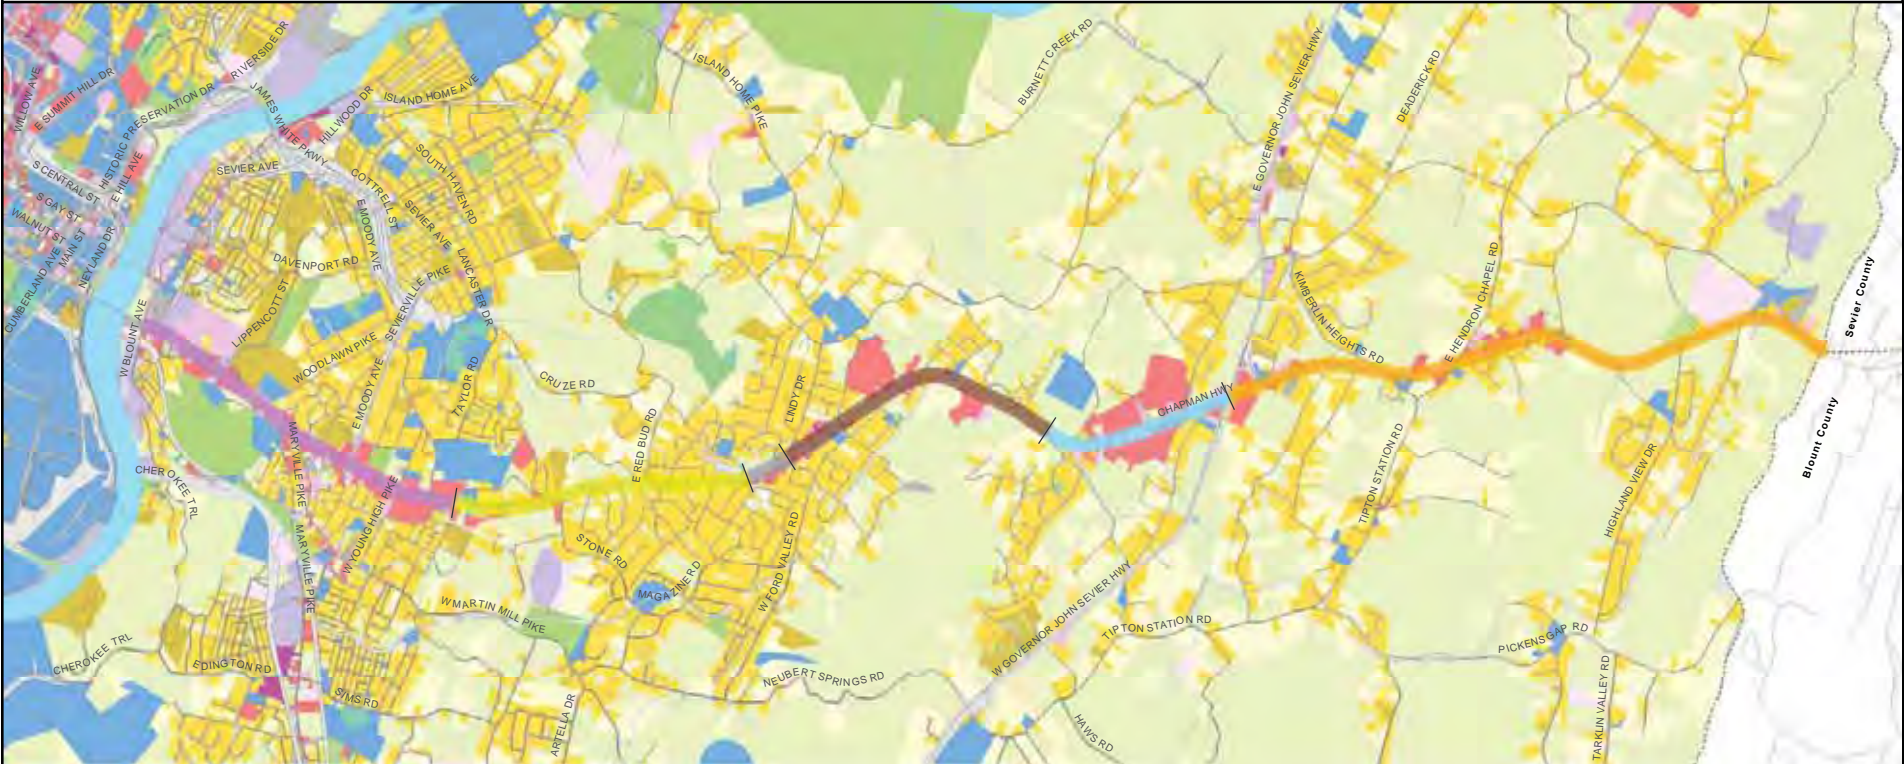 WILLOW AVE
E SUMMIT HILL DR
RIVERSIDE DR
HISTORIC PRESERVATION DR
JAMES WHITE PKWY
HILLWOOD DR
ISLAND HOME AVE
ISLAND HOME PIKE
BURNETT CREEK RD
E GOVERNOR JOHN SEVIER HWY
DEADERICK RD
S CENTRAL ST
S GAY ST
WALNUT ST
MAIN ST
CUMBERLAND AVE
NEYLAND DR
E HILL AVE
SEVIER AVE
COTTRELL ST
SOUTH HAVEN RD
SEVIER AVE
E MOODY AVE
DAVENPORT RD
LANCASTER DR
SEVIERVILLE PIKE
LIPPENCOTT ST
W BLOUNT AVE
WOODLAWN PIKE
E MOODY AVE
TAYLOR RD
CRUZE RD
E RED BUD RD
LINDY DR
CHAPMAN HWY
KIMBERLIN HEIGHTS RD
E HENDRON CHAPEL RD
Sevier County
Blount County
CHEROKEE TRL
MARYVILLE PIKE
MARYVILLE PIKE
W YOUNG HIGH PIKE
STONE RD
MAGAZINE RD
W FORD VALLEY RD
W MARTIN MILL PIKE
TIPTON STATION RD
HIGHLAND VIEW DR
W GOVERNOR JOHN SEVIER HWY
TIPTON STATION RD
PICKENS GAP RD
CHEROKEE TRL
EDINGTON RD
SIMS RD
NEUBERT SPRINGS RD
ARTELLA DR
HAWS RD
TARKLIN VALLEY RD